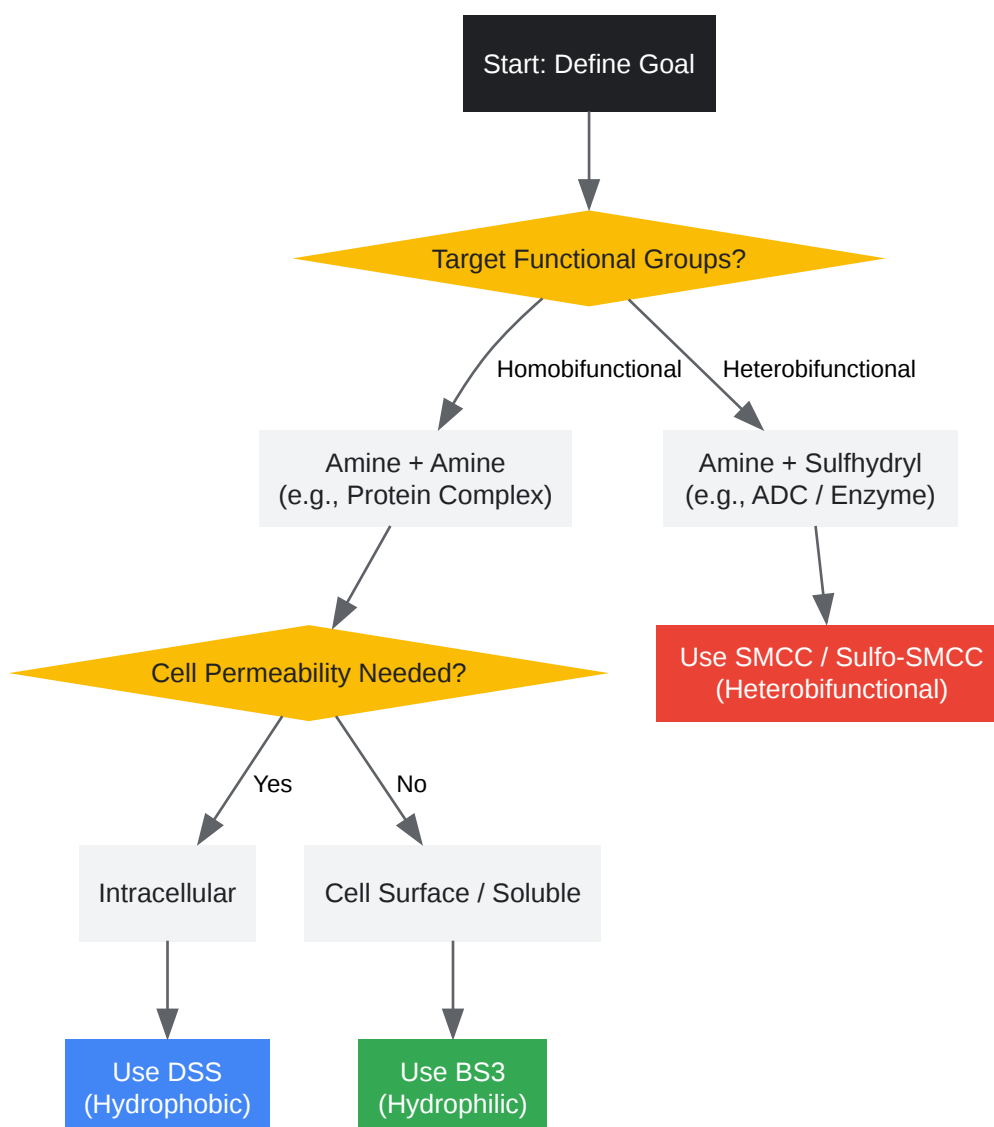 Start: Define Goal
Target Functional Groups?
Homobifunctional
Heterobifunctional
Amine + Amine
(e.g., Protein Complex)
Amine + Sulfhydryl
(e.g., ADC / Enzyme)
Cell Permeability Needed?
Use SMCC / Sulfo-SMCC
(Heterobifunctional)
Yes
No
Intracellular
Cell Surface / Soluble
Use DSS
(Hydrophobic)
Use BS3
(Hydrophilic)